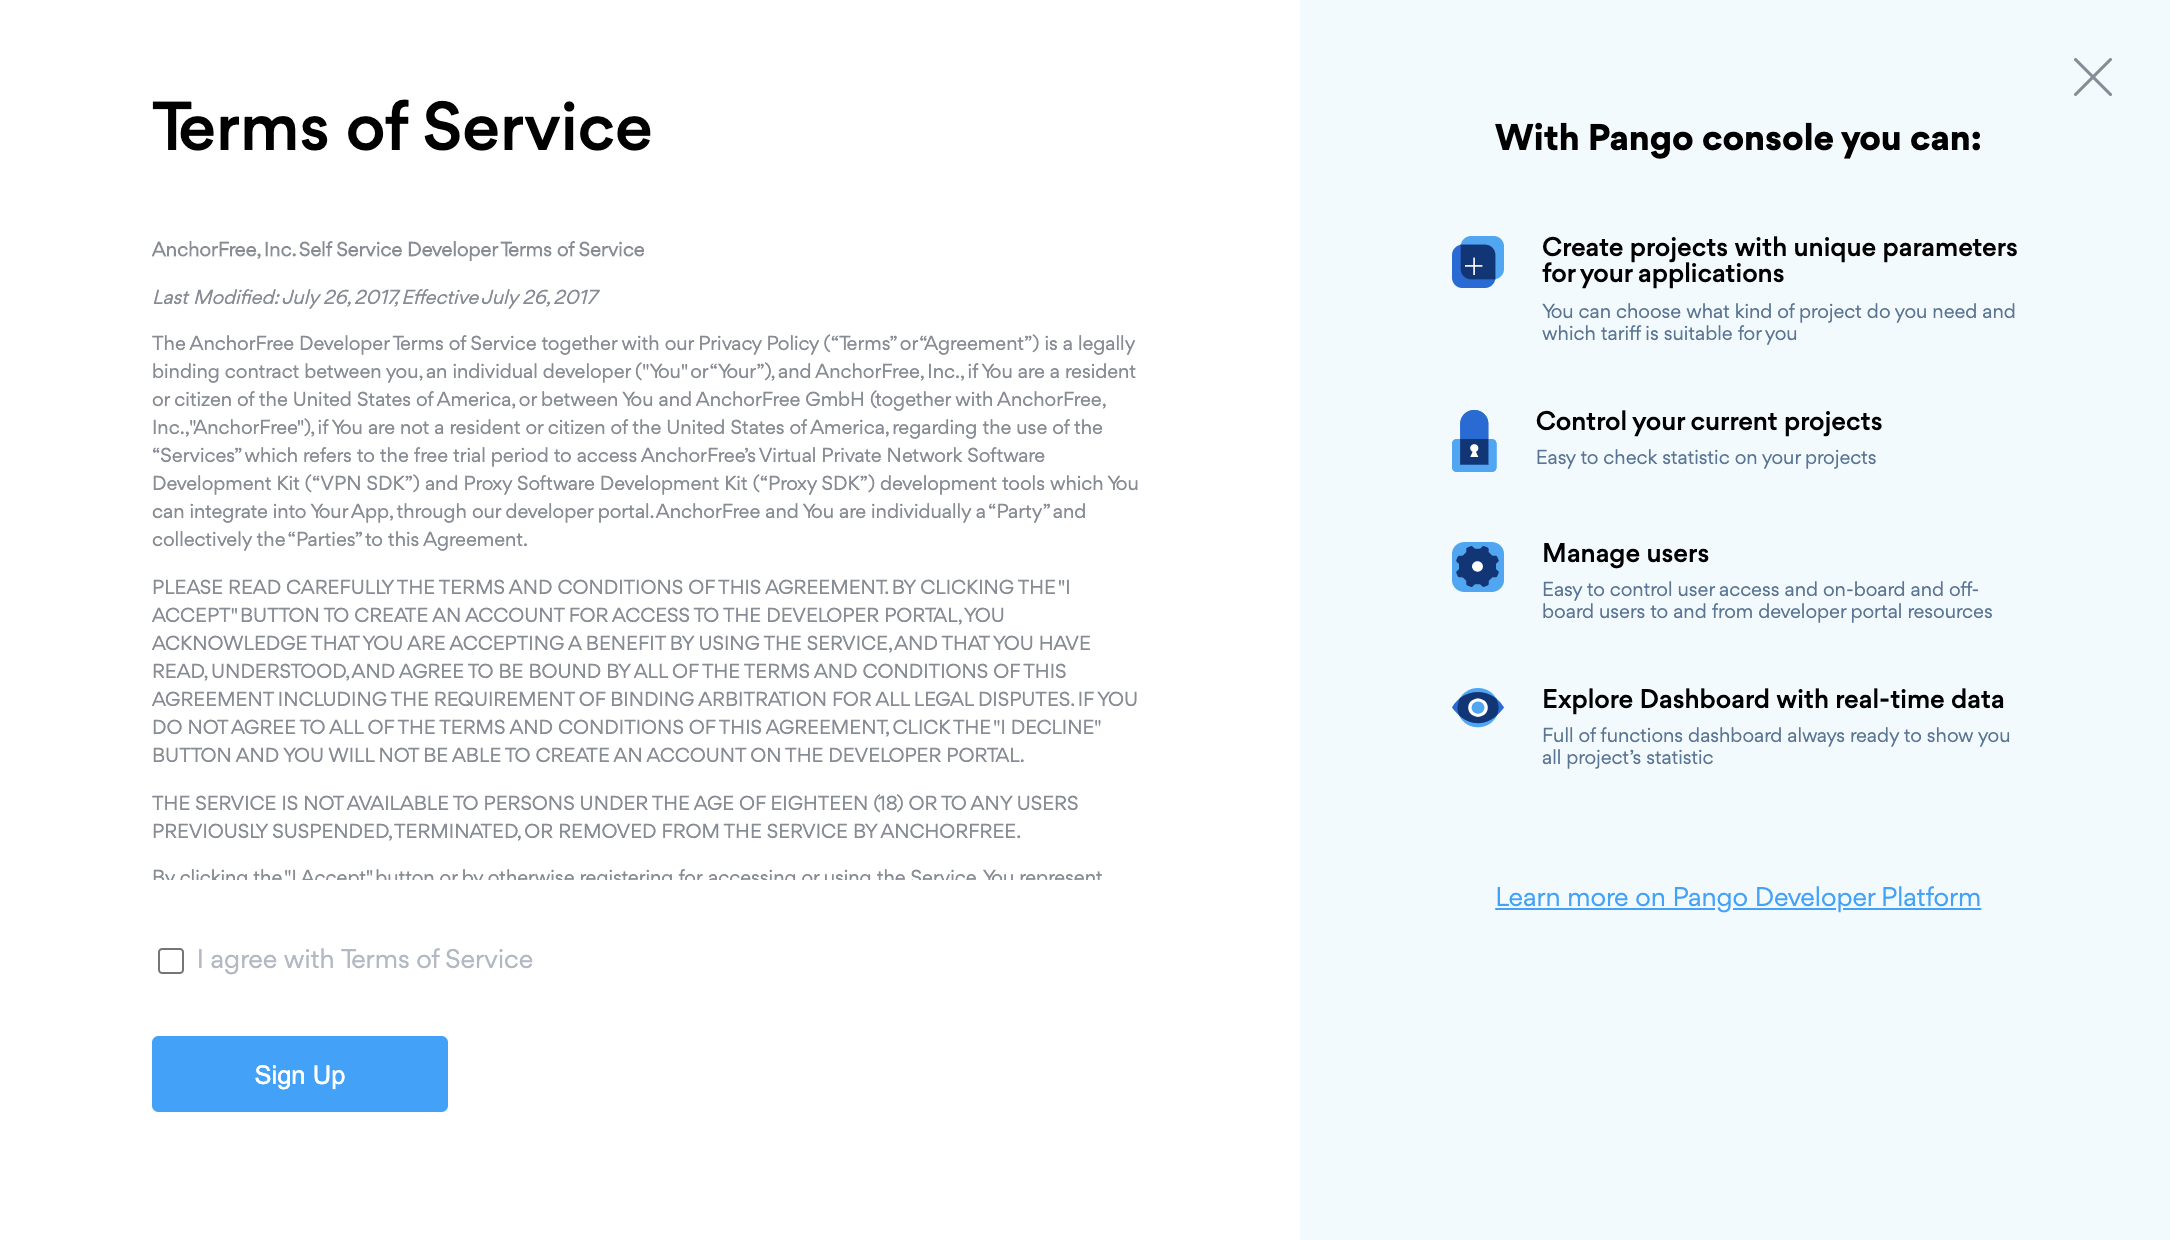 Terms of Service
AnchorFree, Inc. Self Service Developer Terms of Service
Last Modified: July 26, 2017, Effective July 26, 2017
The AnchorFree Developer Terms of Service together with our Privacy Policy (“Terms” or “Agreement”) is a legally
binding contract between you, an individual developer ("You" or “Your”), and AnchorFree, Inc., if You are a resident
or citizen of the United States of America, or between You and AnchorFree GmbH (together with AnchorFree,
Inc., "AnchorFree"), if You are not a resident or citizen of the United States of America, regarding the use of the
“Services” which refers to the free trial period to access AnchorFree’s Virtual Private Network Software
Development Kit (“VPN SDK”) and Proxy Software Development Kit (“Proxy SDK”) development tools which You
can integrate into Your App, through our developer portal. AnchorFree and You are individually a “Party” and
collectively the “Parties” to this Agreement.
PLEASE READ CAREFULLY THE TERMS AND CONDITIONS OF THIS AGREEMENT. BY CLICKING THE "I
ACCEPT" BUTTON TO CREATE AN ACCOUNT FOR ACCESS TO THE DEVELOPER PORTAL, YOU
ACKNOWLEDGE THAT YOU ARE ACCEPTING A BENEFIT BY USING THE SERVICE, AND THAT YOU HAVE
READ, UNDERSTOOD, AND AGREE TO BE BOUND BY ALL OF THE TERMS AND CONDITIONS OF THIS
AGREEMENT INCLUDING THE REQUIREMENT OF BINDING ARBITRATION FOR ALL LEGAL DISPUTES. IF YOU
DO NOT AGREE TO ALL OF THE TERMS AND CONDITIONS OF THIS AGREEMENT, CLICK THE "I DECLINE"
BUTTON AND YOU WILL NOT BE ABLE TO CREATE AN ACCOUNT ON THE DEVELOPER PORTAL.
THE SERVICE IS NOT AVAILABLE TO PERSONS UNDER THE AGE OF EIGHTEEN (18) OR TO ANY USERS
PREVIOUSLY SUSPENDED, TERMINATED, OR REMOVED FROM THE SERVICE BY ANCHORFREE.
By clicking the "I Accept" button or by otherwise registering for accessing or using the Service, You represent
I agree with Terms of Service
Sign Up
With Pango console you can:
Create projects with unique parameters
for your applications
You can choose what kind of project do you need and
which tariff is suitable for you
Control your current projects
Easy to check statistic on your projects
Manage users
Easy to control user access and on-board and off-
board users to and from developer portal resources
Explore Dashboard with real-time data
Full of functions dashboard always ready to show you
all project’s statistic
Learn more on Pango Developer Platform